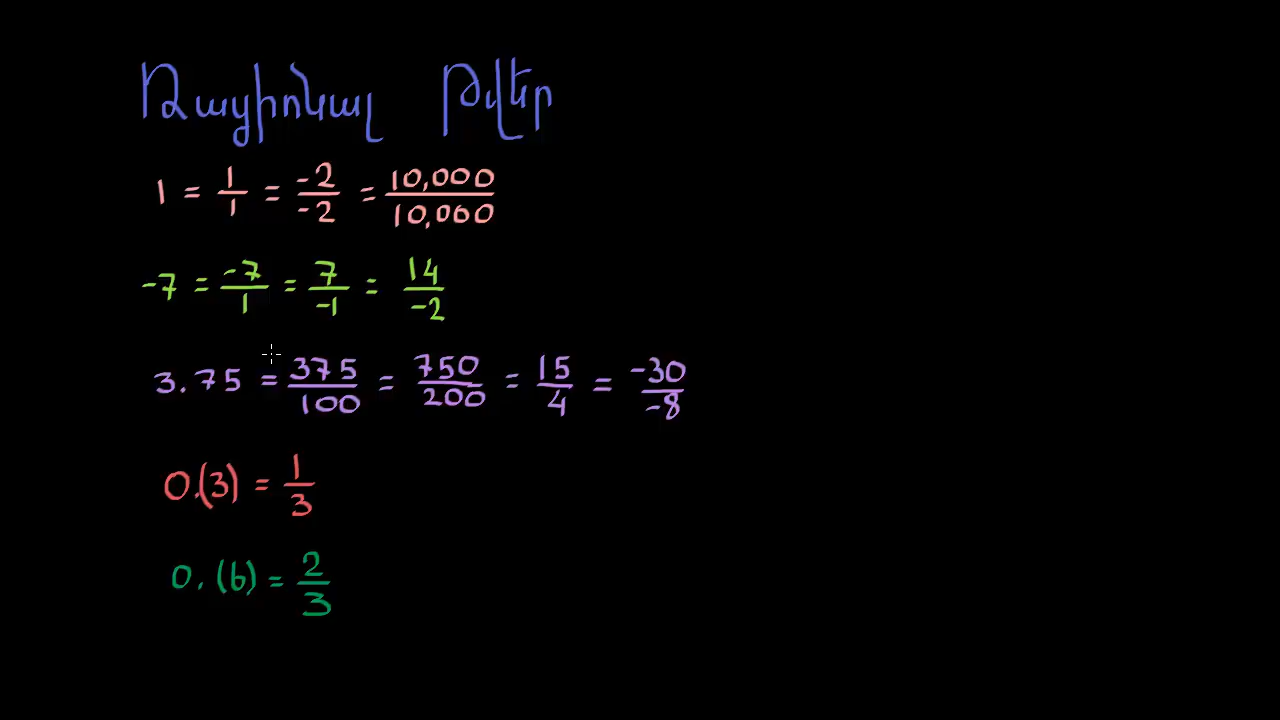 Ռացիոնալ Թվեր
1 = 1/1 = -2/-2 = 10,000/10,000
-7 = -7/1 = 7/-1 = 14/-2
3.75 = 375/100 = 750/200 = 15/4 = -30/-8
0.(3) = 1/3
0.(6) = 2/3